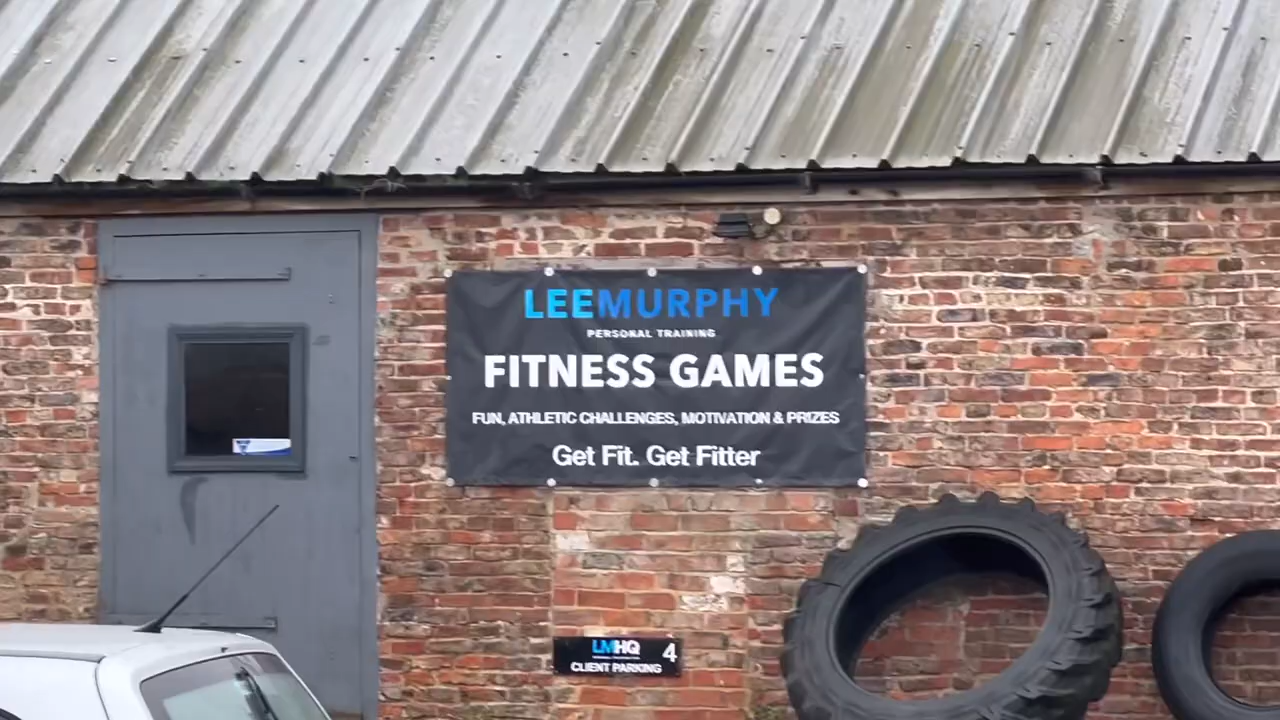 LEEMURPHY
PERSONAL TRAINING
FITNESS GAMES
FUN, ATHLETIC CHALLENGES, MOTIVATION & PRIZES
Get Fit. Get Fitter
LMHQ
CLIENT PARKING
4